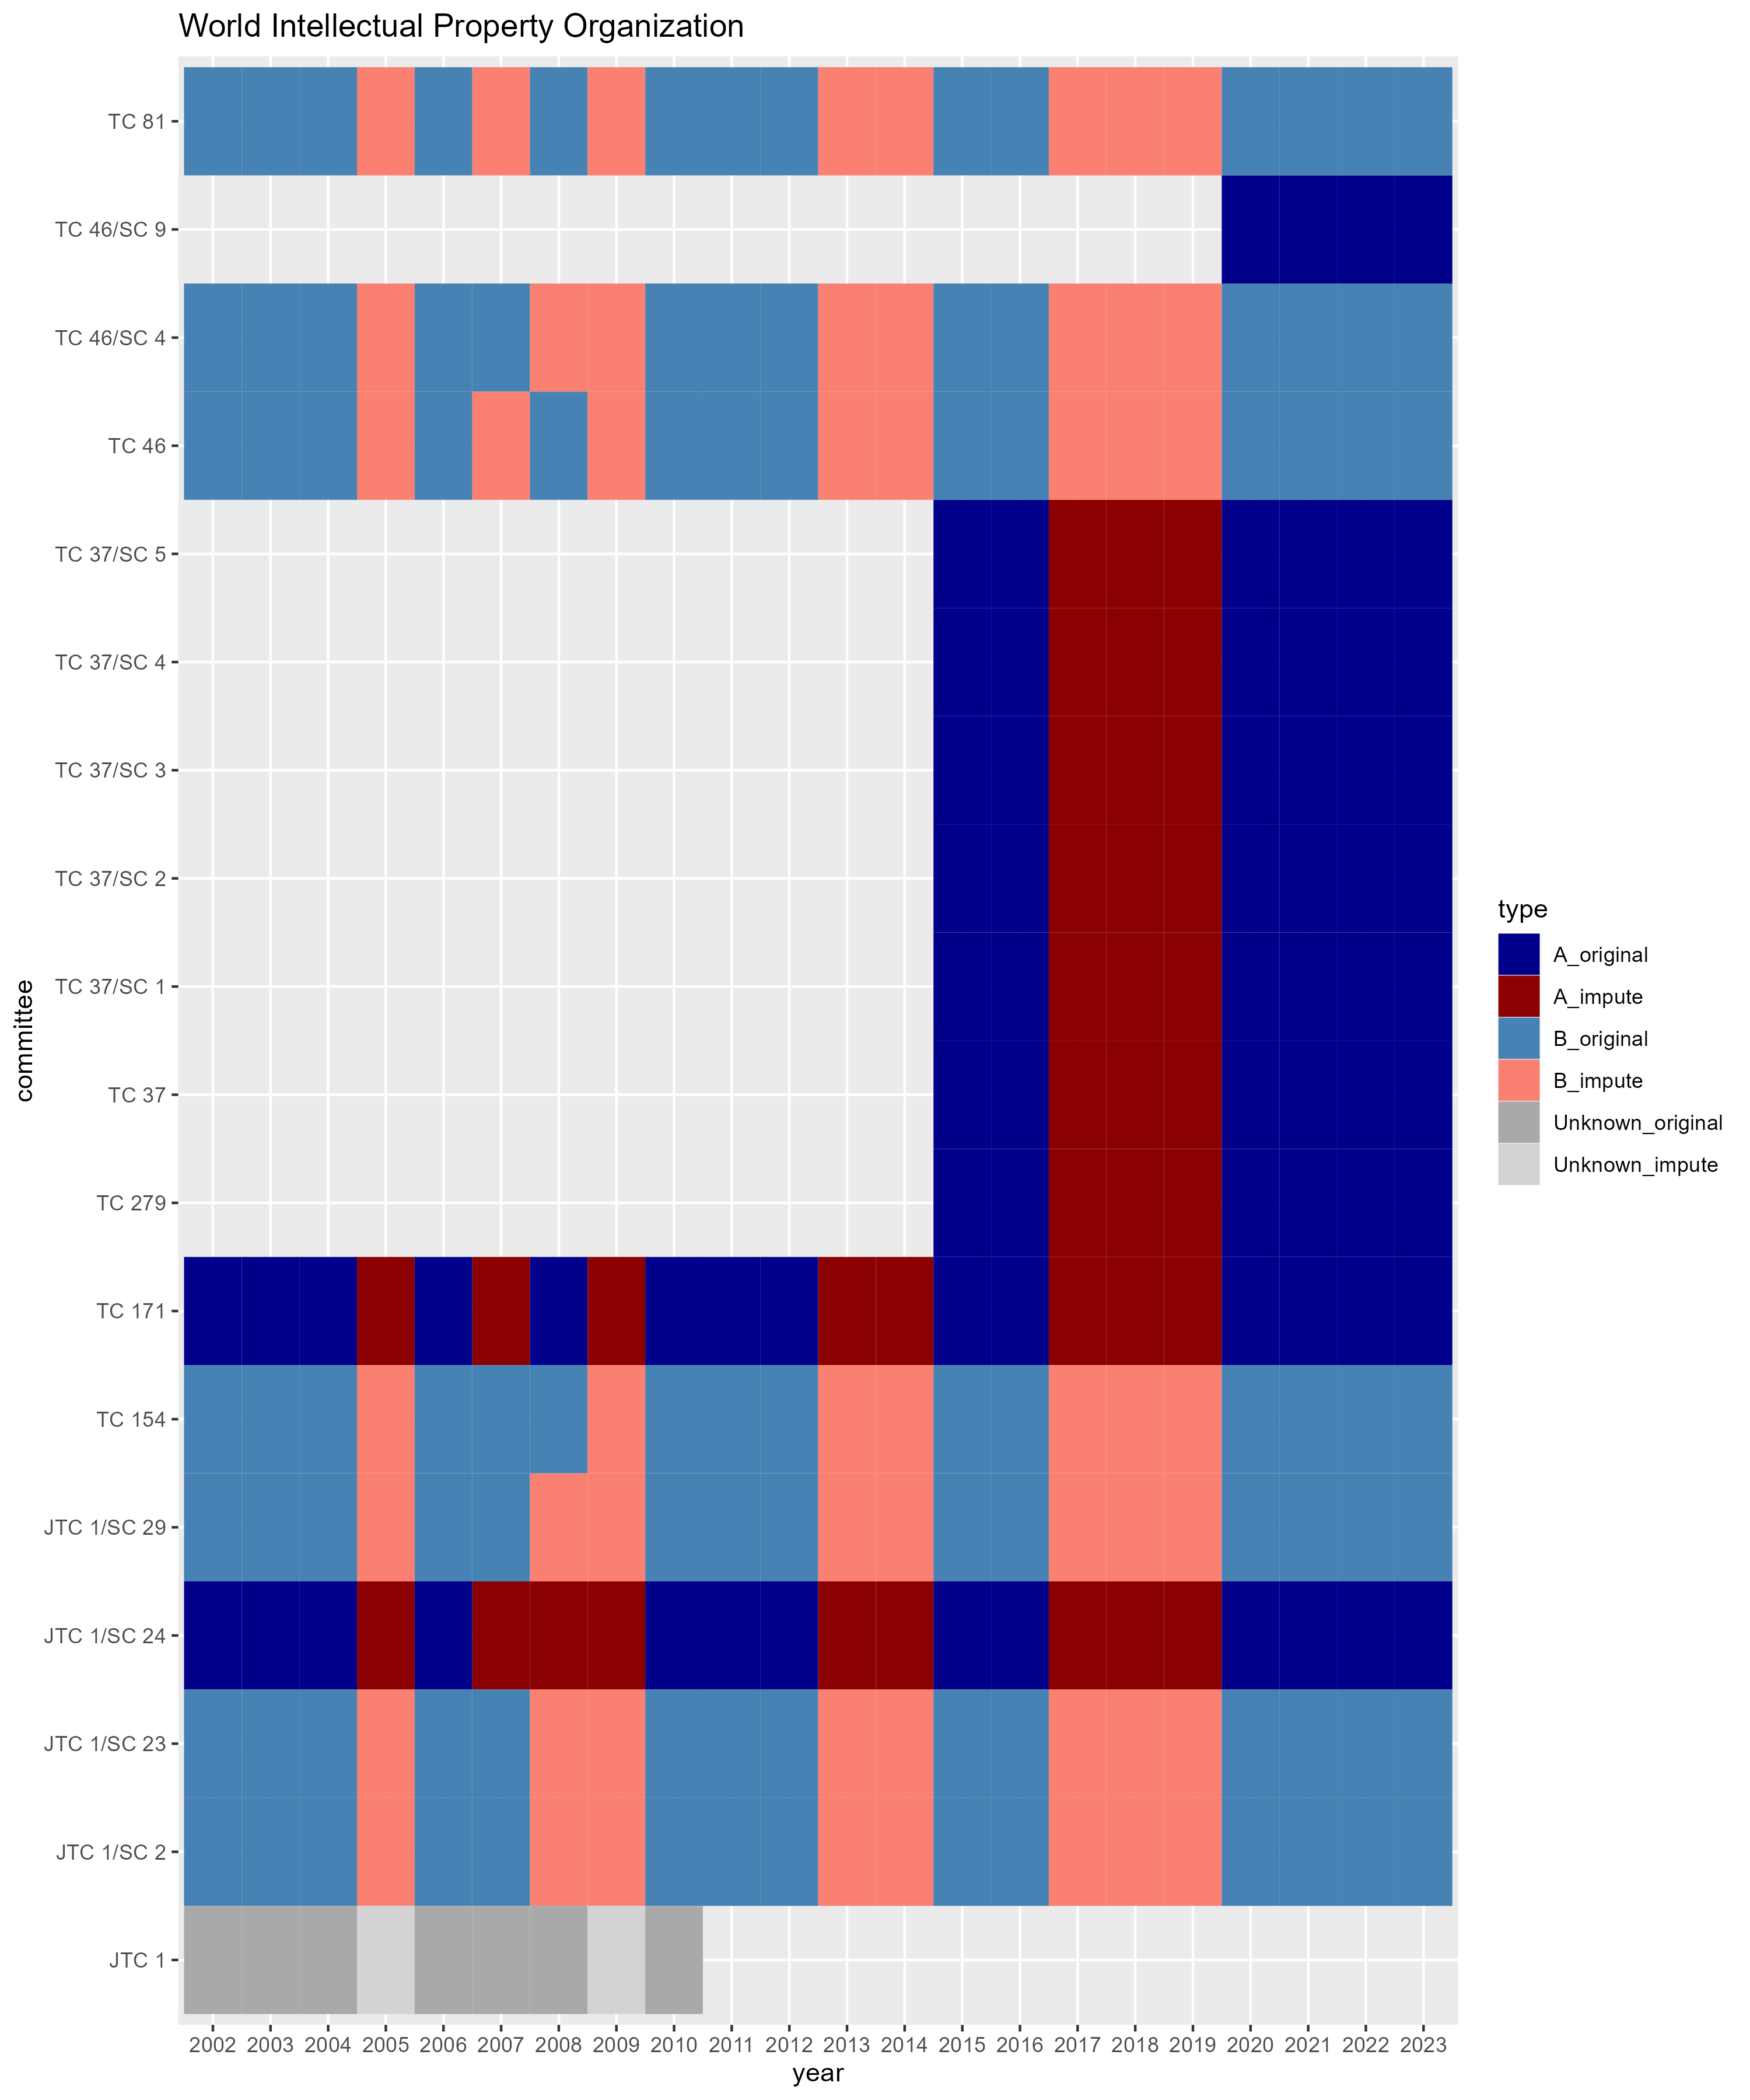 World Intellectual Property Organization
TC 81
TC 46/SC 9
TC 46/SC 4
TC 46
TC 37/SC 5
TC 37/SC 4
TC 37/SC 3
TC 37/SC 2
TC 37/SC 1
TC 37
TC 279
TC 171
TC 154
JTC 1/SC 29
JTC 1/SC 24
JTC 1/SC 23
JTC 1/SC 2
JTC 1
committee
2002 2003 2004 2005 2006 2007 2008 2009 2010 2011 2012 2013 2014 2015 2016 2017 2018 2019 2020 2021 2022 2023
year
type
A_original
A_impute
B_original
B_impute
Unknown_original
Unknown_impute